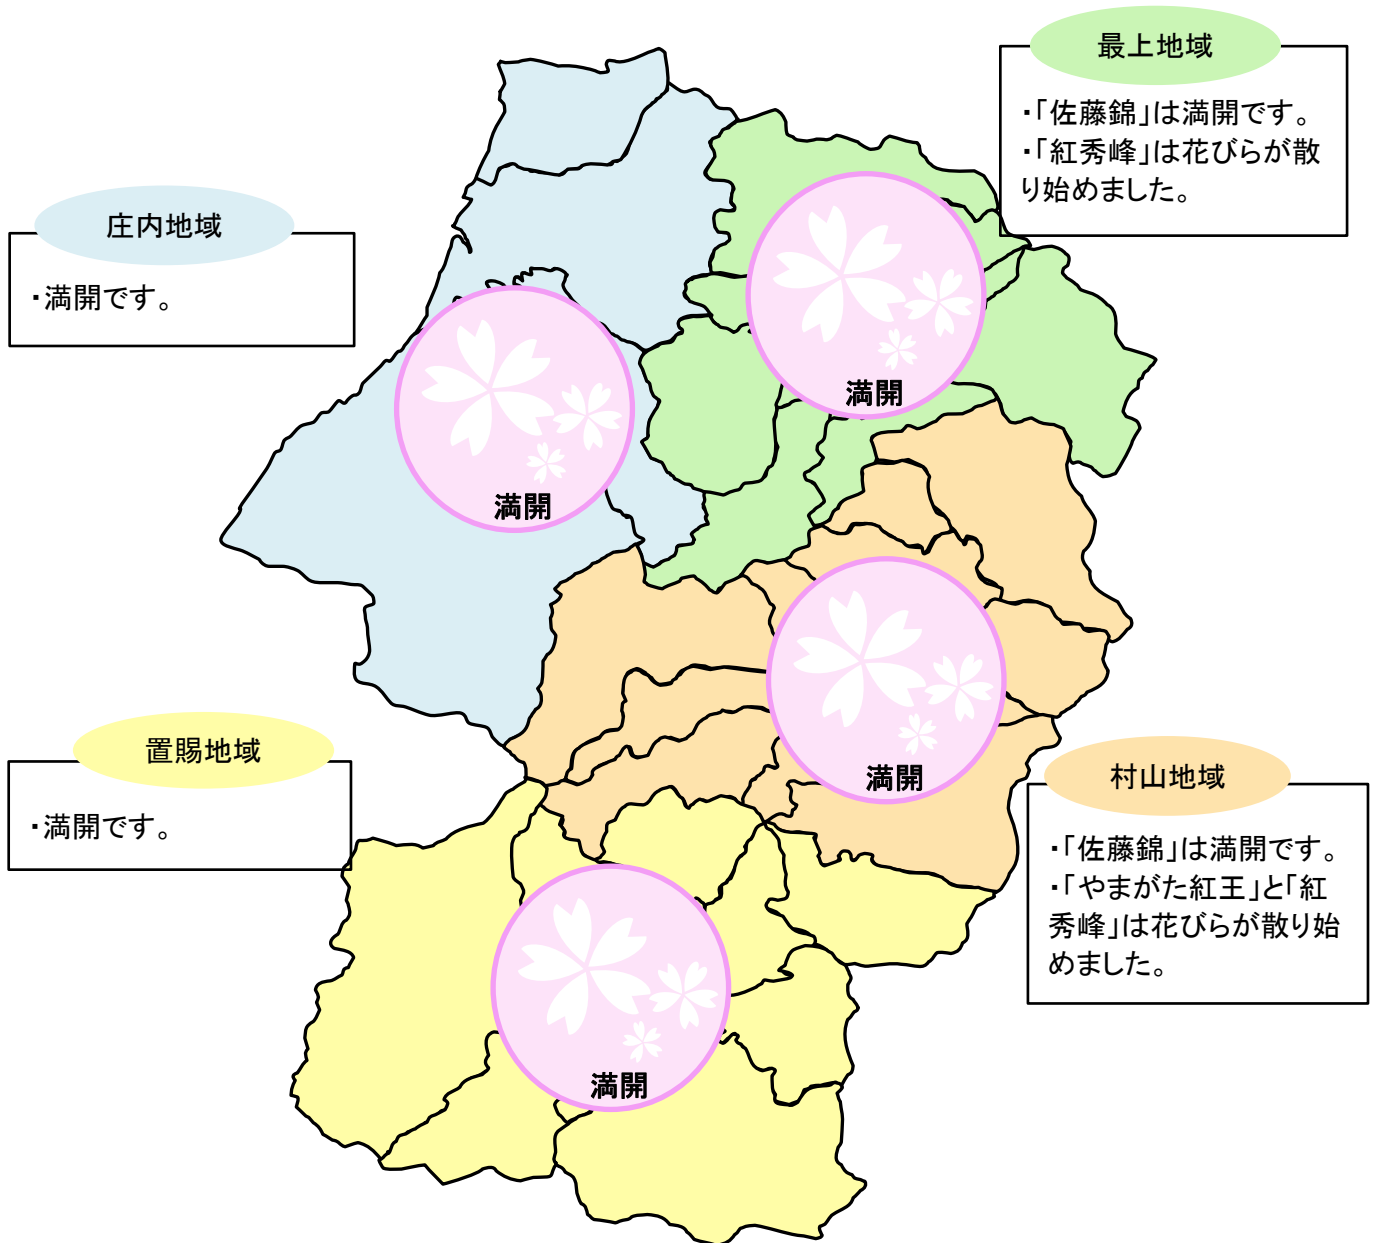 最上地域
・「佐藤錦」は満開です。
・「紅秀峰」は花びらが散
り始めました。
庄内地域
・満開です。
満開
満開
置賜地域
・満開です。
満開
村山地域
・「佐藤錦」は満開です。
・「やまがた紅王」と「紅
秀峰」は花びらが散り始
めました。
満開